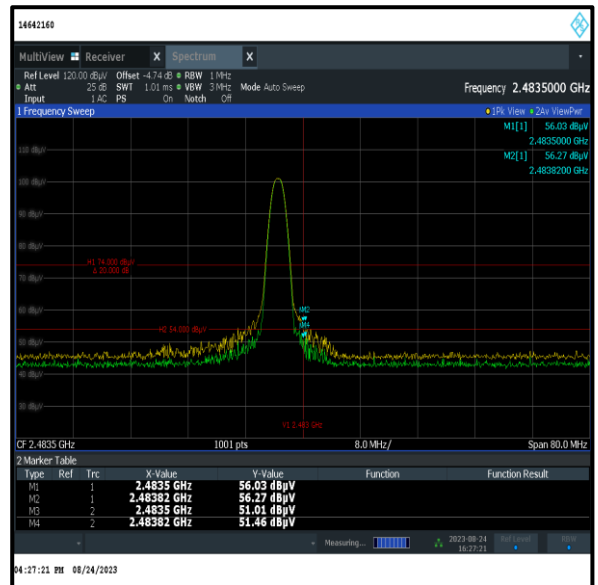 14642160
MultiView Receiver X Spectrum X
Ref Level 120.00 dBµV Offset -4.74 dB RBW 1 MHz
Att 25 dB SWT 1.01 ms VBW 3 MHz Mode Auto Sweep Frequency 2.4835000 GHz
Input 1 AC PS On Notch Off
1 Frequency Sweep 1Pk View 2Av ViewPwr
M1[1] 56.03 dBµV
2.4835000 GHz
M2[1] 56.27 dBµV
2.4838200 GHz
110 dBµV
100 dBµV
90 dBµV
80 dBµV
H1 74.000 dBµV
Δ 20.000 dB
70 dBµV
60 dBµV
M2
M4
H2 54.000 dBµV
50 dBµV
40 dBµV
30 dBµV
V1 2.483 GHz
CF 2.4835 GHz 1001 pts 8.0 MHz/ Span 80.0 MHz
2 Marker Table
Type Ref Trc X-Value Y-Value Function Function Result
M1 1 2.4835 GHz 56.03 dBµV
M2 1 2.48382 GHz 56.27 dBµV
M3 2 2.4835 GHz 51.01 dBµV
M4 2 2.48382 GHz 51.46 dBµV
Measuring... 2023-08-24 Ref Level RBW
16:27:21
04:27:21 PM 08/24/2023